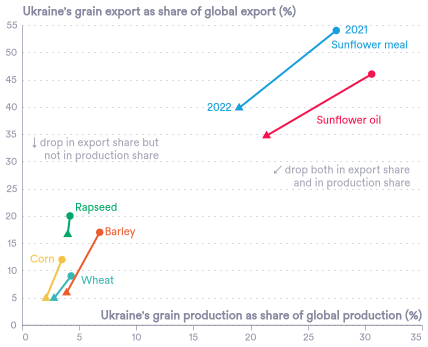 Ukraine's grain export as share of global export (%)
55
50
45
40
35
30
25
20
15
10
5
0
2021
Sunflower meal
2022
Sunflower oil
↓ drop in export share but
not in production share
↙ drop both in export share
and in production share
Rapseed
Barley
Corn
Wheat
Ukraine's grain production as share of global production (%)
0
5
10
15
20
25
30
35